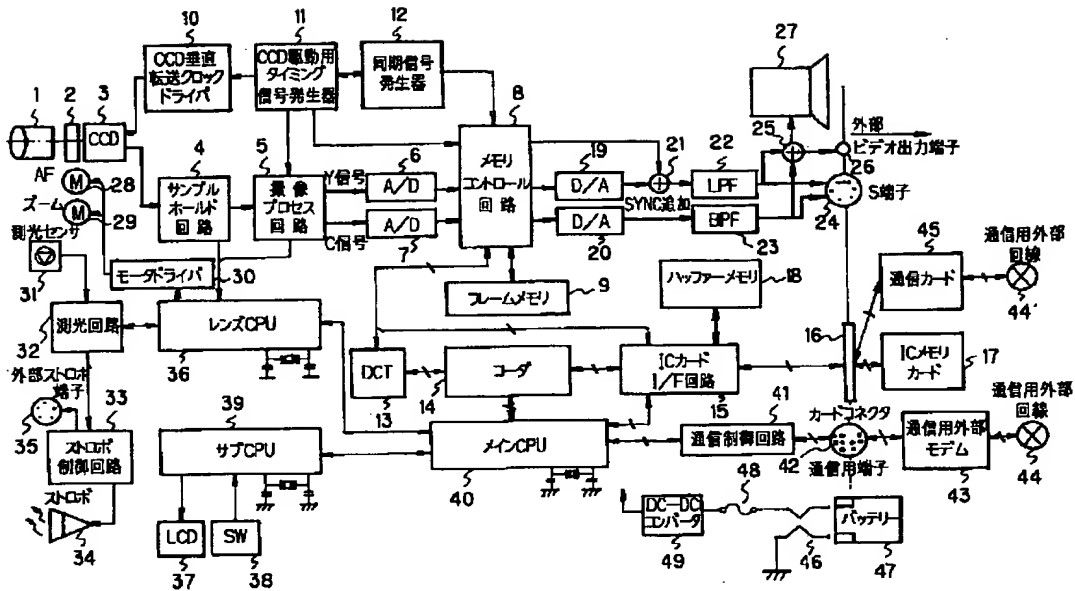 10
11
12
27
CCD垂直
転送クロック
ドライバ
CCD駆動用
タイミング
信号発生器
同期信号
発生器
8
1
2
3
CCD
外部
ビデオ出力端子
25
26
4
5
6
19
21
22
AF
M
28
サンプル
ホールド
回路
撮像
プロセス
回路
Y信号
A/D
メモリ
コントロール
回路
D/A
LPF
S端子
SYNC追加
24
ズーム
M
29
C信号
A/D
D/A
BPF
7
20
23
45
測光センサ
31
モータドライバ
30
フレームメモリ
9
ハッファーメモリ
18
通信カード
通信用外部
回線
44'
32
測光回路
レンズCPU
36
16
ICメモリ
カード
17
外部ストロボ
端子
35
33
DCT
13
コーダ
14
ICカード
I/F回路
15
41
カードコネクタ
通信用外部
回線
39
ストロボ
制御回路
サブCPU
メインCPU
40
通信制御回路
42
通信用端子
通信用外部
モデム
43
44
ストロボ
34
48
LCD
37
SW
38
DC-DC
コンバータ
49
46
バッテリ
47